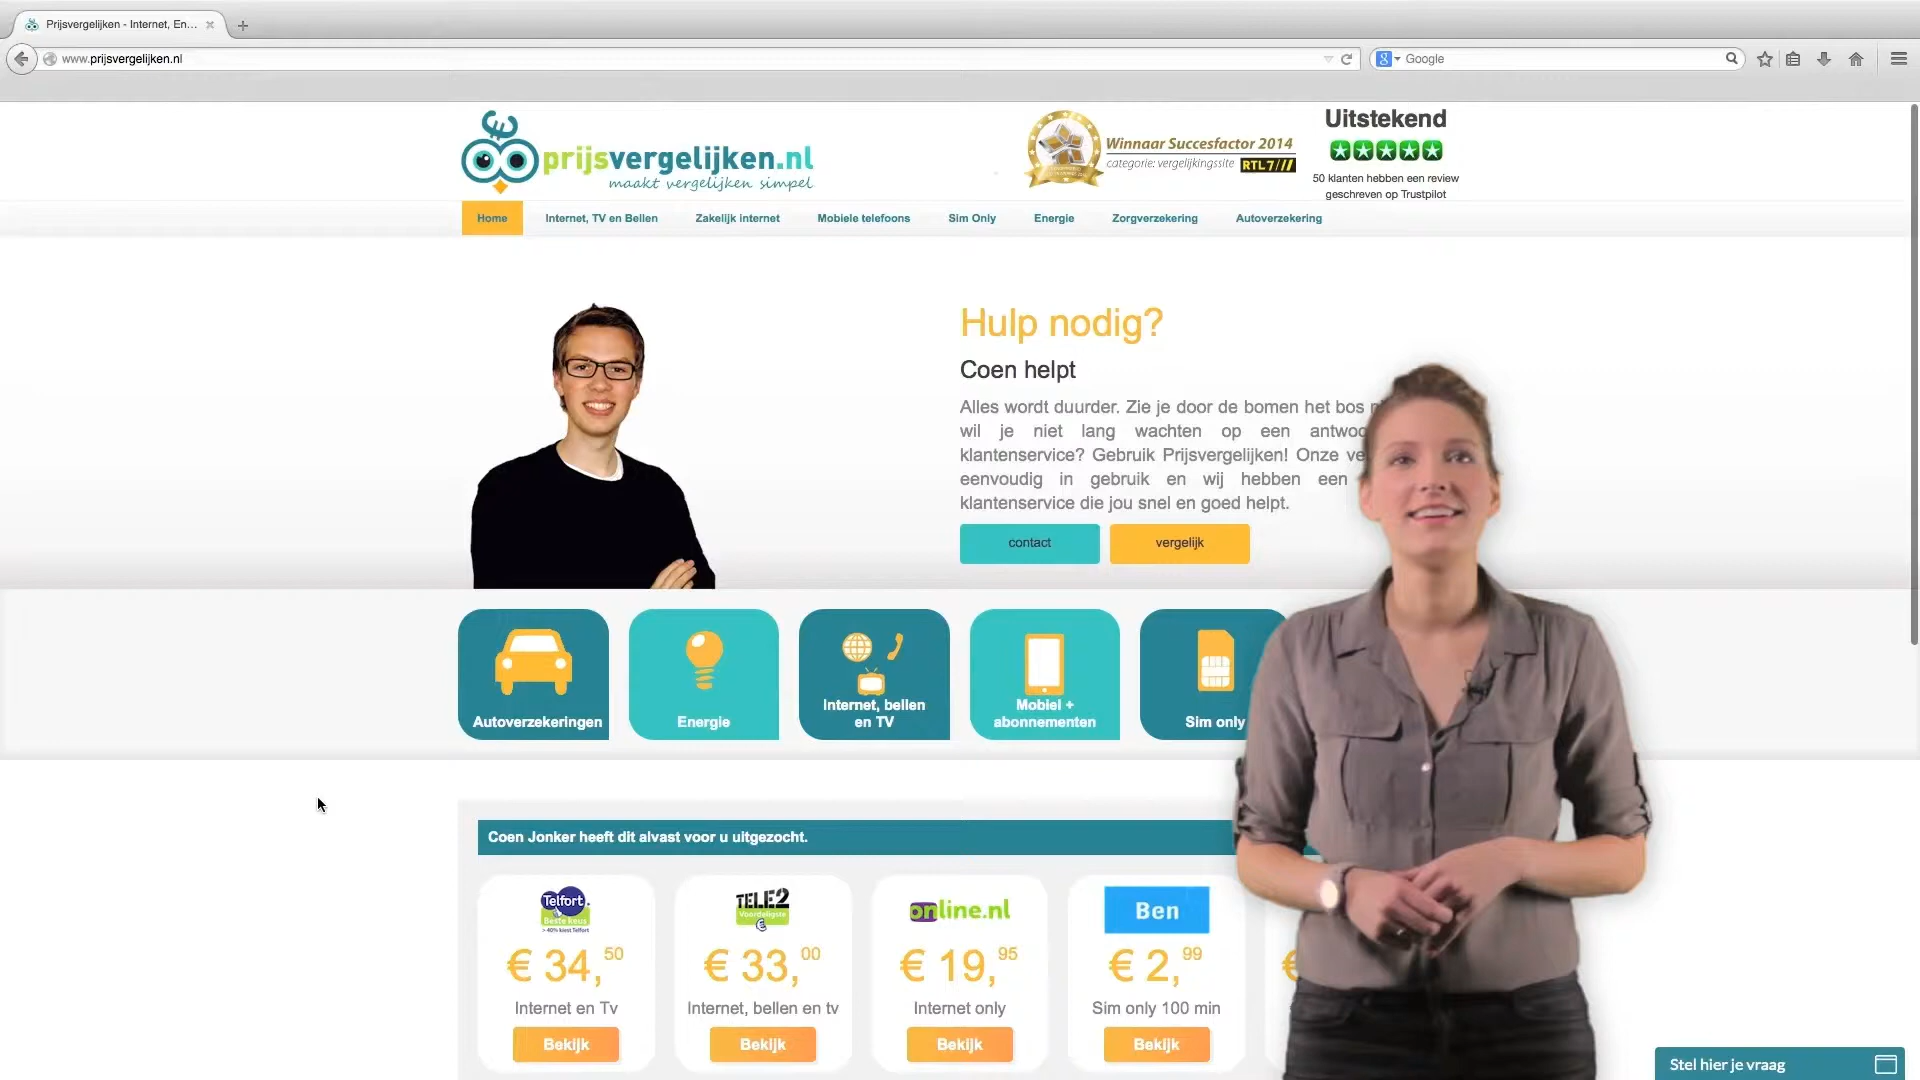 Prijsvergelijken - Internet, En...
www.prijsvergelijken.nl
Google
prijsvergelijken.nl
maakt vergelijken simpel
Winnaar Succesfactor 2014
categorie: vergelijkingssite RTL7
Uitstekend
50 klanten hebben een review
geschreven op Trustpilot
Home Internet, TV en Bellen Zakelijk internet Mobiele telefoons Sim Only Energie Zorgverzekering Autoverzekering
Hulp nodig?
Coen helpt
Alles wordt duurder. Zie je door de bomen het bos
wil je niet lang wachten op een
klantenservice? Gebruik Prijsvergelijken! Onze
eenvoudig in gebruik en wij hebben een
klantenservice die jou snel en goed helpt.
contact vergelijk
Autoverzekeringen
Energie
Internet, bellen
en TV
Mobiel +
abonnementen
Sim only
Coen Jonker heeft dit alvast voor u uitgezocht.
Telfort
Beste keus
> 40% kiest Telfort
€ 34,50
Internet en Tv
Bekijk
TELE2
Voordeligste
€ 33,00
Internet, bellen en tv
Bekijk
online.nl
€ 19,95
Internet only
Bekijk
Ben
€ 2,99
Sim only 100 min
Bekijk
€
Stel hier je vraag